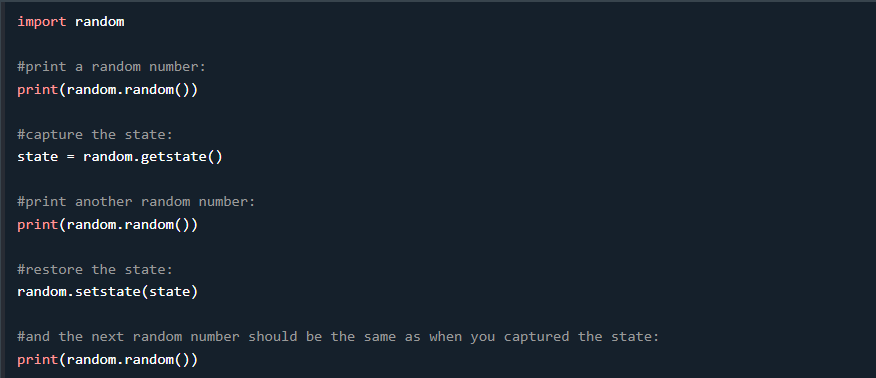 import random
#print a random number:
print(random.random())
#capture the state:
state = random.getstate()
#print another random number:
print(random.random())
#restore the state:
random.setstate(state)
#and the next random number should be the same as when you captured the state:
print(random.random())